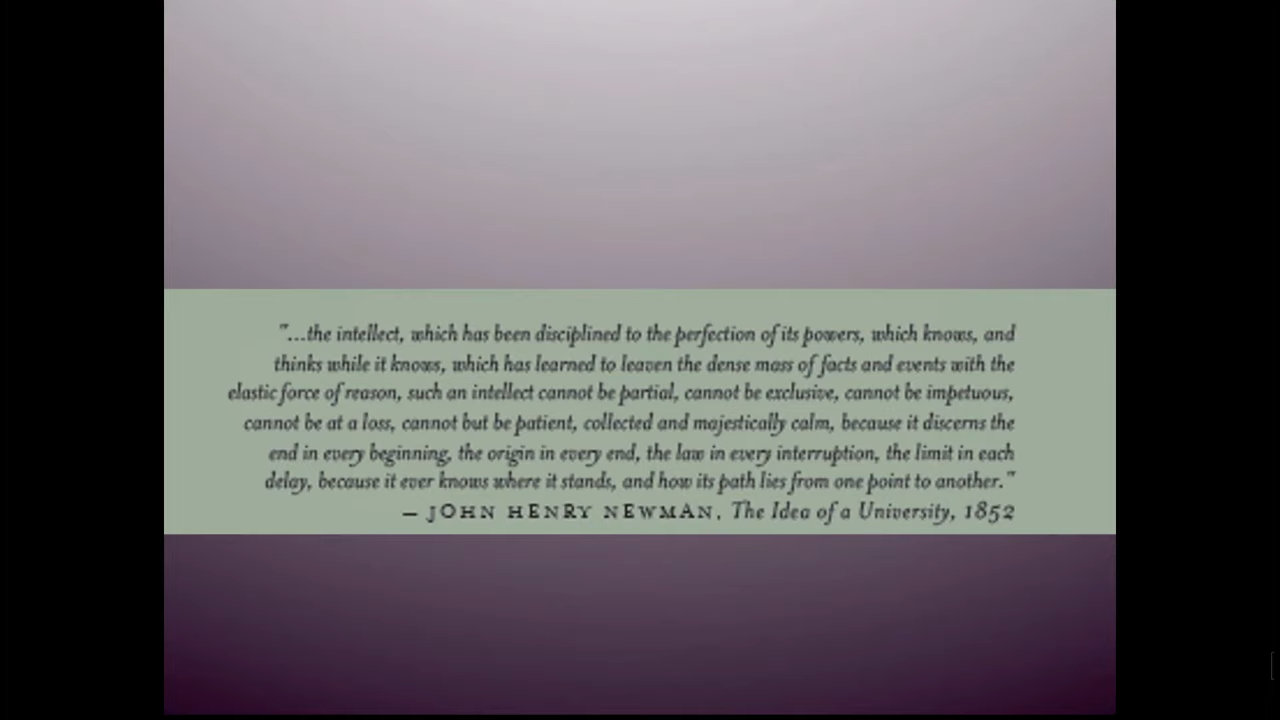 "...the intellect, which has been disciplined to the perfection of its powers, which knows, and
thinks while it knows, which has learned to leaven the dense mass of facts and events with the
elastic force of reason, such an intellect cannot be partial, cannot be exclusive, cannot be impetuous,
cannot be at a loss, cannot but be patient, collected and majestically calm, because it discerns the
end in every beginning, the origin in every end, the law in every interruption, the limit in each
delay, because it ever knows where it stands, and how its path lies from one point to another."
– JOHN HENRY NEWMAN, The Idea of a University, 1852